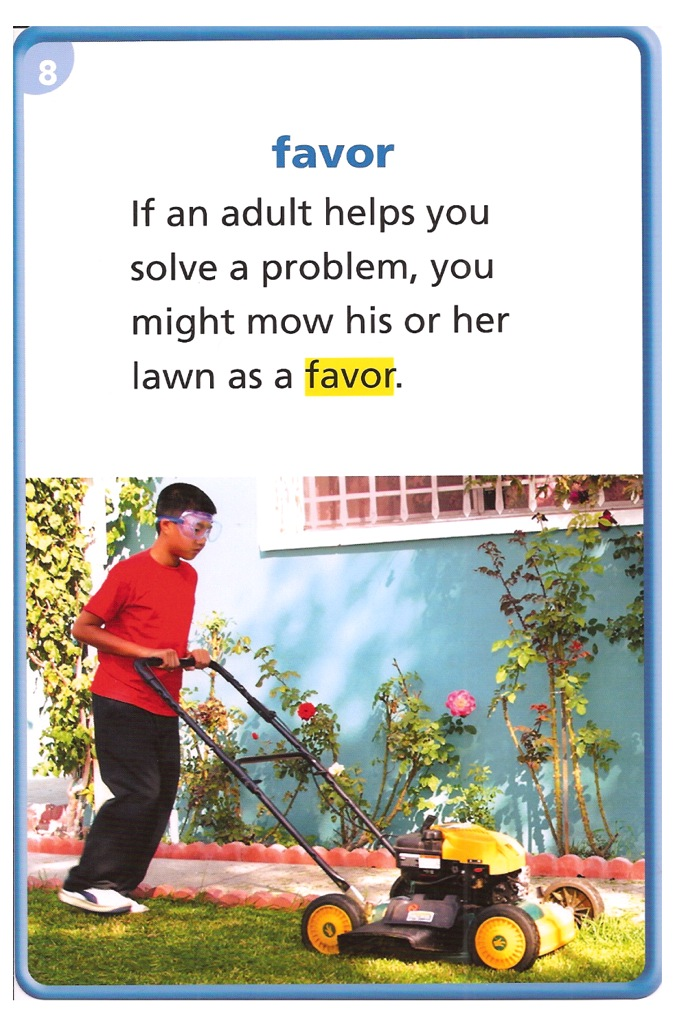 8
favor
If an adult helps you
solve a problem, you
might mow his or her
lawn as a favor.